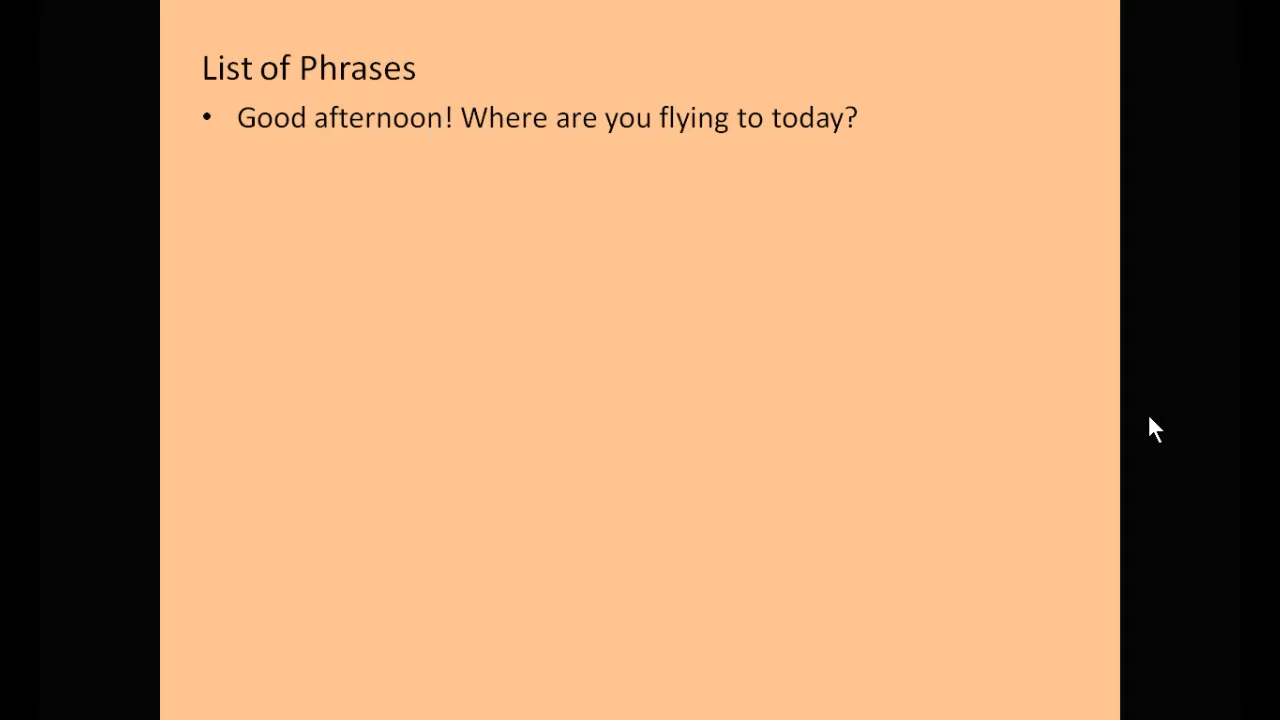 List of Phrases
• Good afternoon! Where are you flying to today?